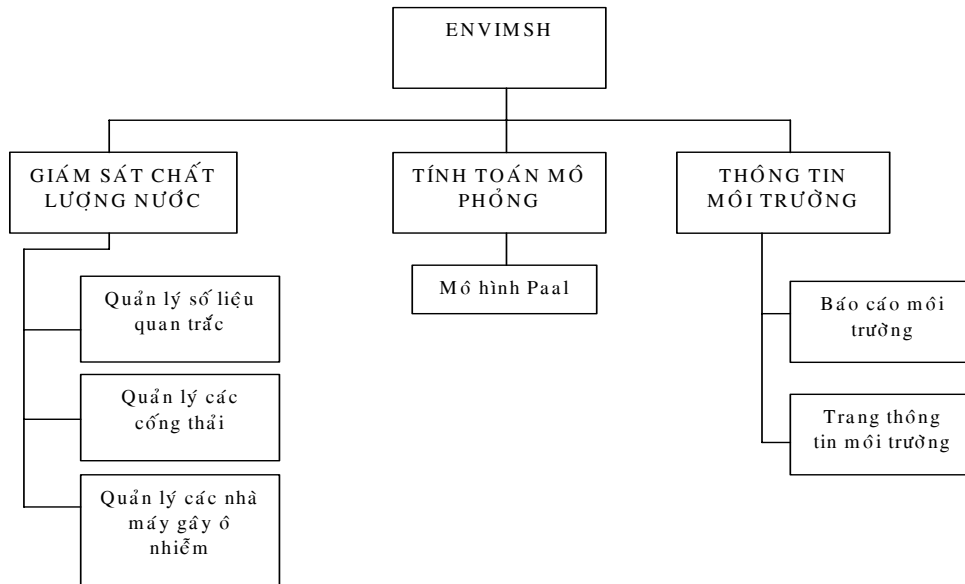 ENVIMSH
GIÁM SÁT CHẤT
LƯỢNG NƯỚC
TÍNH TOÁN MÔ
PHỎNG
THÔNG TIN
MÔI TRƯỜNG
Quản lý số liệu
quan trắc
Quản lý các
cống thải
Quản lý các nhà
máy gây ô
nhiễm
Mô hình Paal
Báo cáo môi
trường
Trang thông
tin môi trường